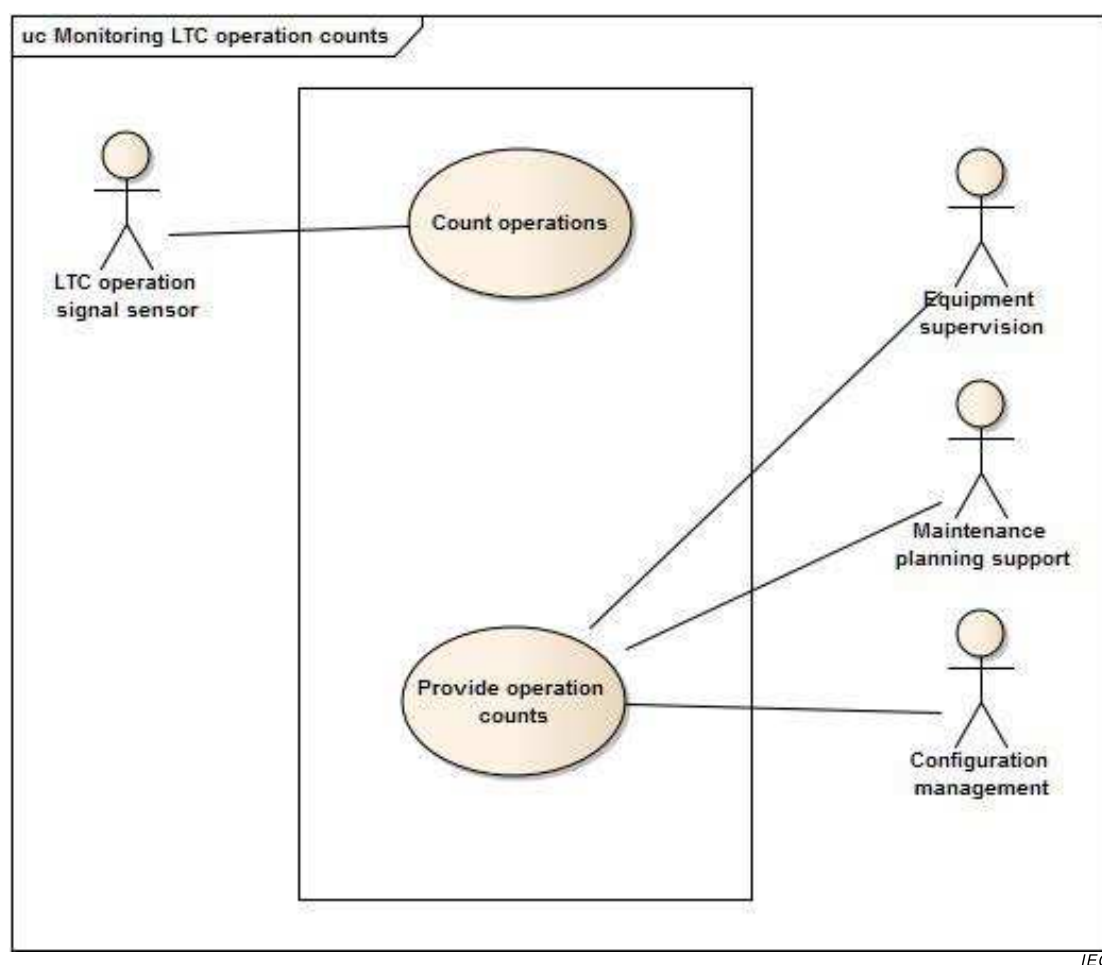 uc Monitoring LTC operation counts
Count operations
LTC operation
signal sensor
Equipment
supervision
Maintenance
planning support
Provide operation
counts
Configuration
management
IEC